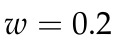 w = 0.2